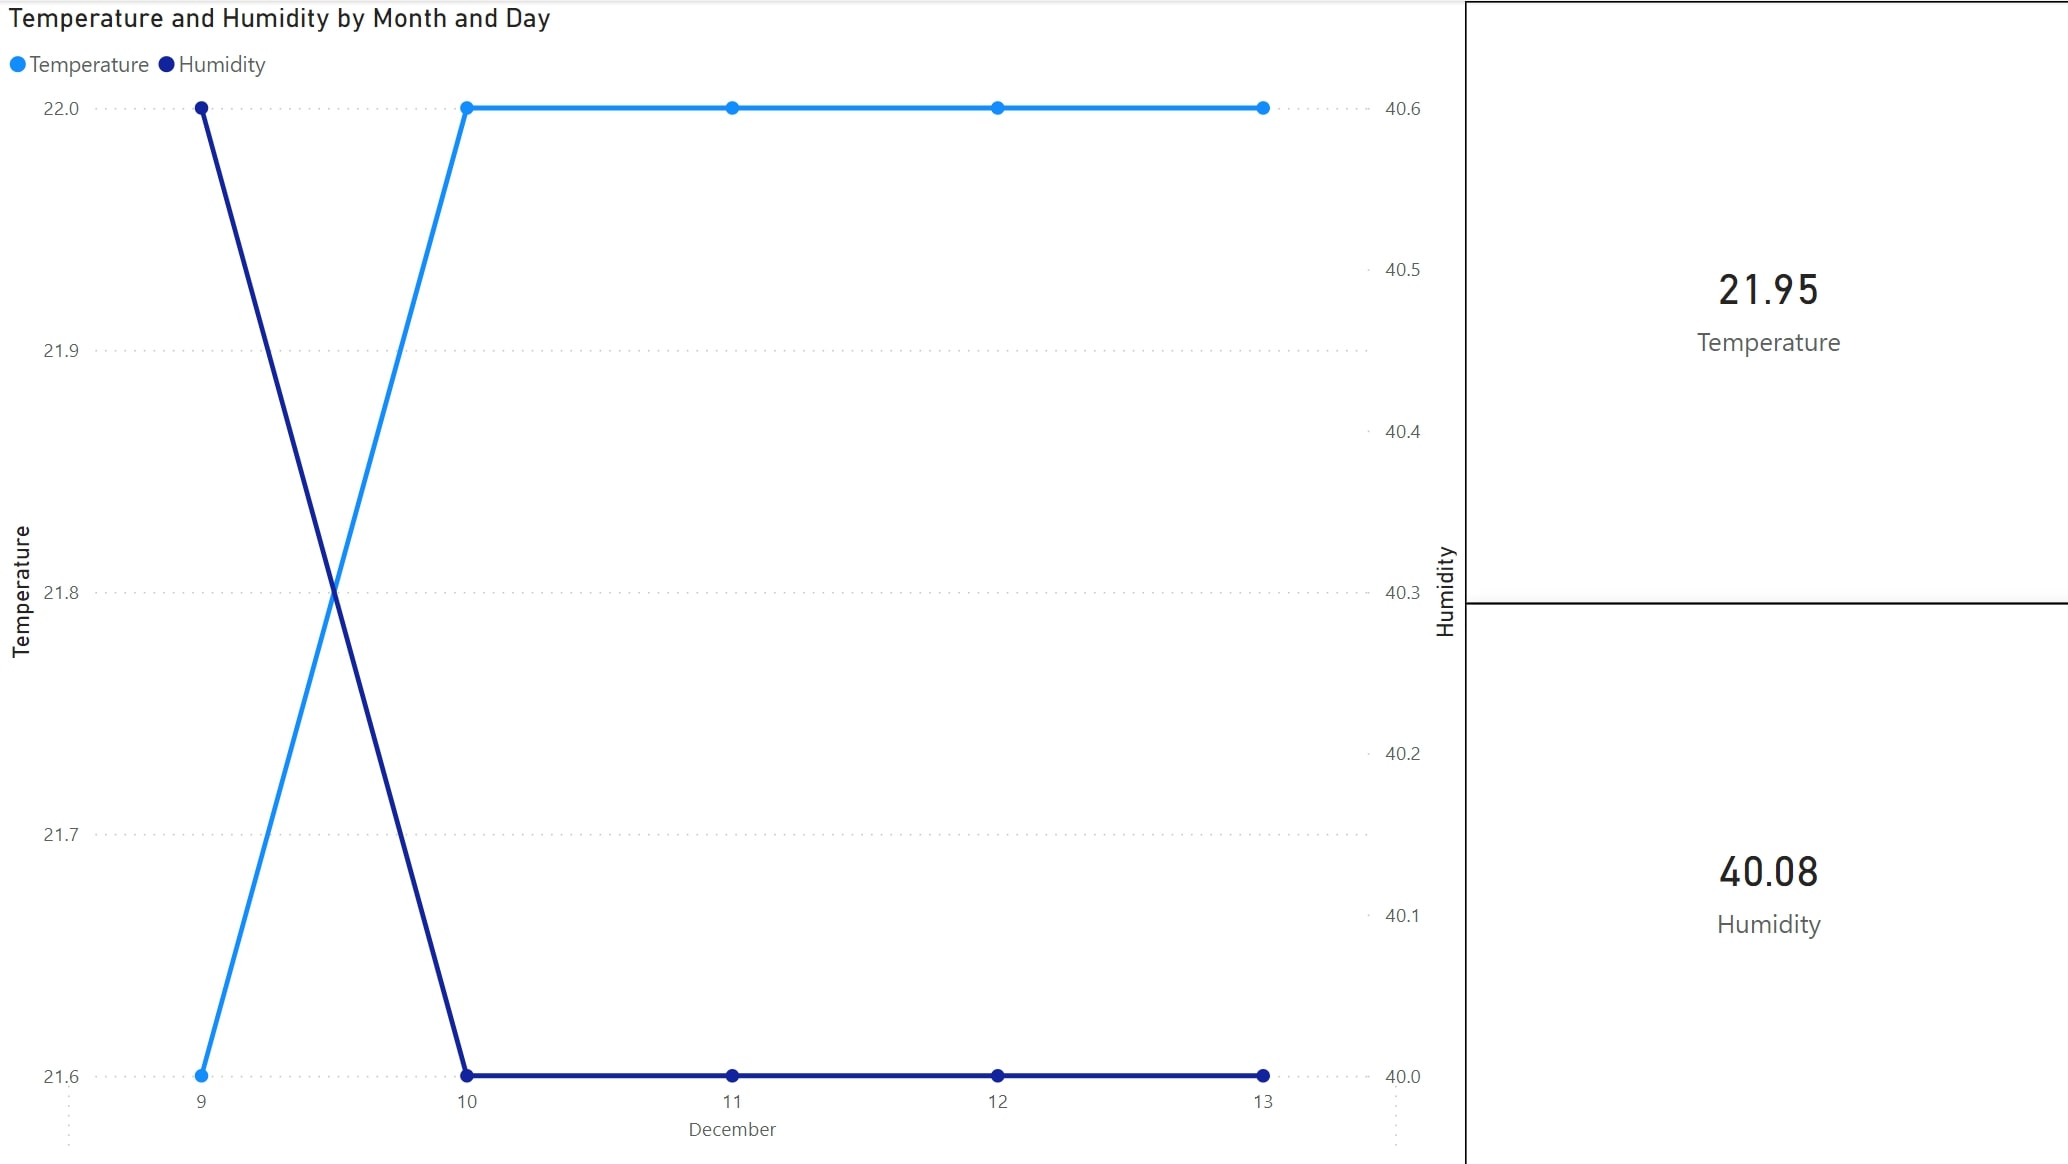 Temperature and Humidity by Month and Day
Temperature Humidity
22.0
21.9
21.8
21.7
21.6
Temperature
40.6
40.5
40.4
40.3
40.2
40.1
40.0
Humidity
9 10 11 12 13
December
21.95
Temperature
40.08
Humidity